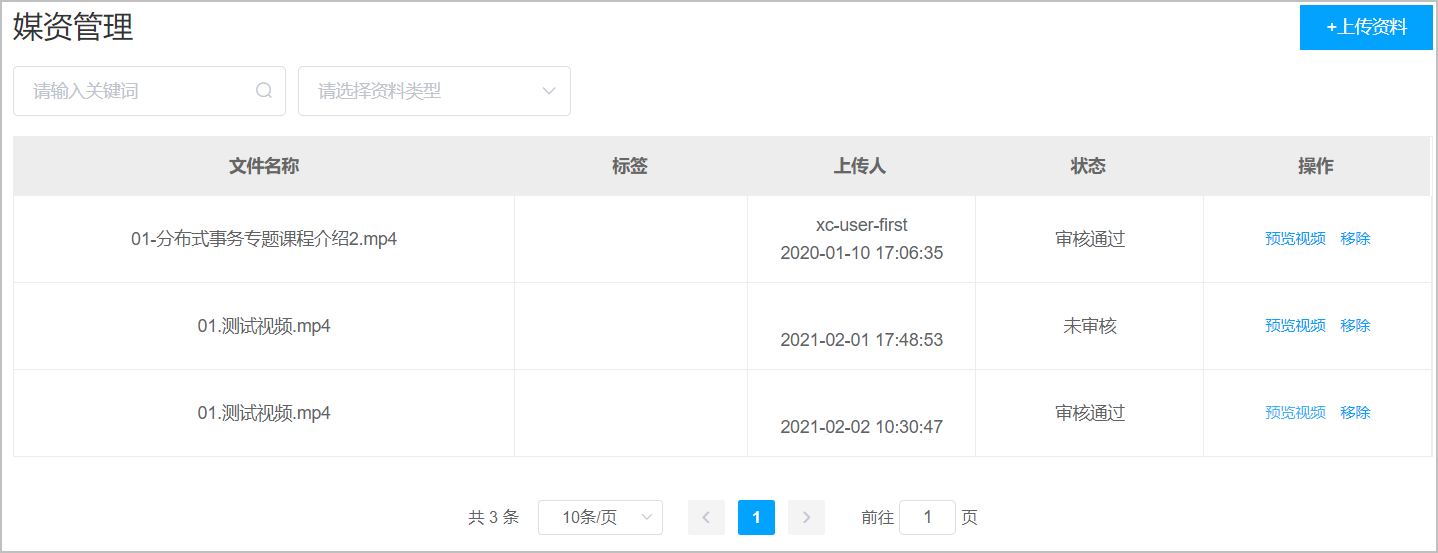 媒资管理
+上传资料
请输入关键词
请选择资料类型
文件名称 标签 上传人 状态 操作
01-分布式事务专题课程介绍2.mp4 xc-user-first 2020-01-10 17:06:35 审核通过 预览视频 移除
01.测试视频.mp4 2021-02-01 17:48:53 未审核 预览视频 移除
01.测试视频.mp4 2021-02-02 10:30:47 审核通过 预览视频 移除
共 3 条 10条/页 1 前往 1 页